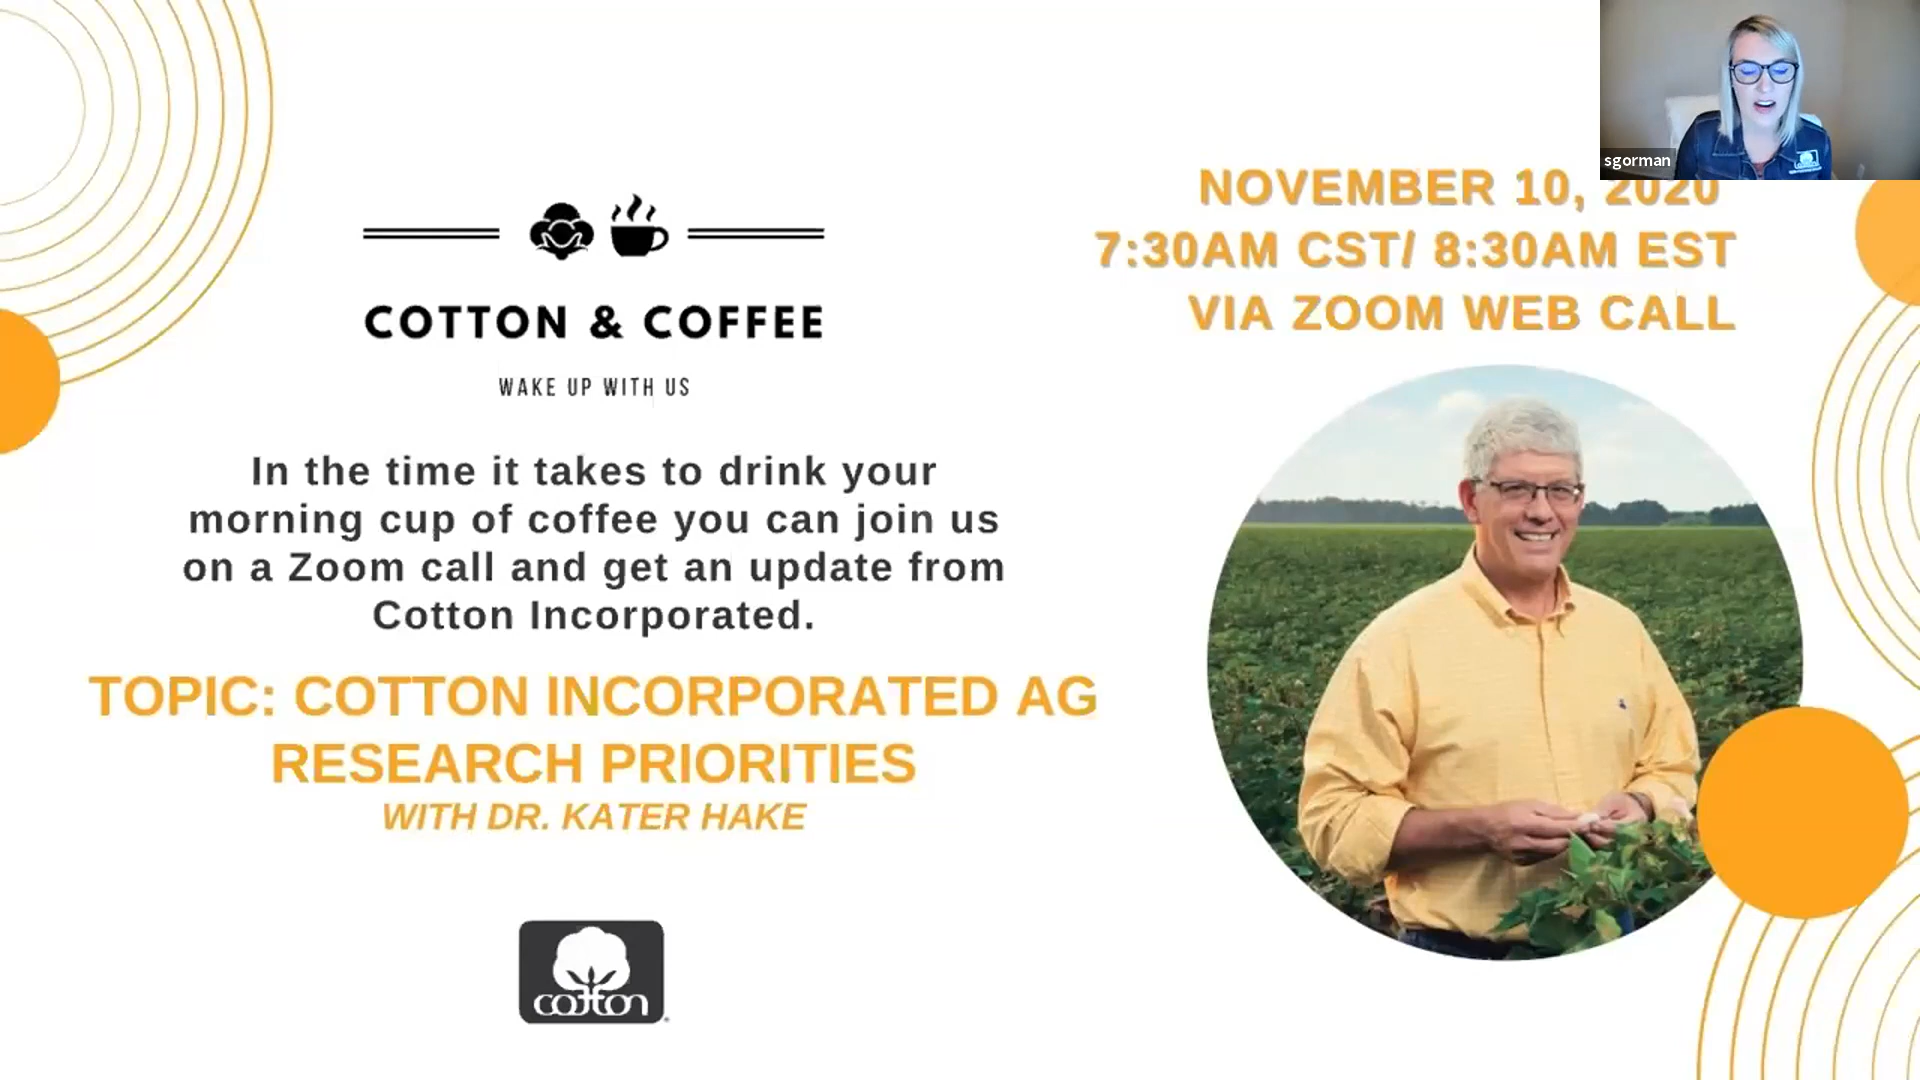 sgorman
NOVEMBER 10, 2020
7:30AM CST/ 8:30AM EST
VIA ZOOM WEB CALL
COTTON & COFFEE
WAKE UP WITH US
In the time it takes to drink your
morning cup of coffee you can join us
on a Zoom call and get an update from
Cotton Incorporated.
TOPIC: COTTON INCORPORATED AG
RESEARCH PRIORITIES
WITH DR. KATER HAKE
cotton